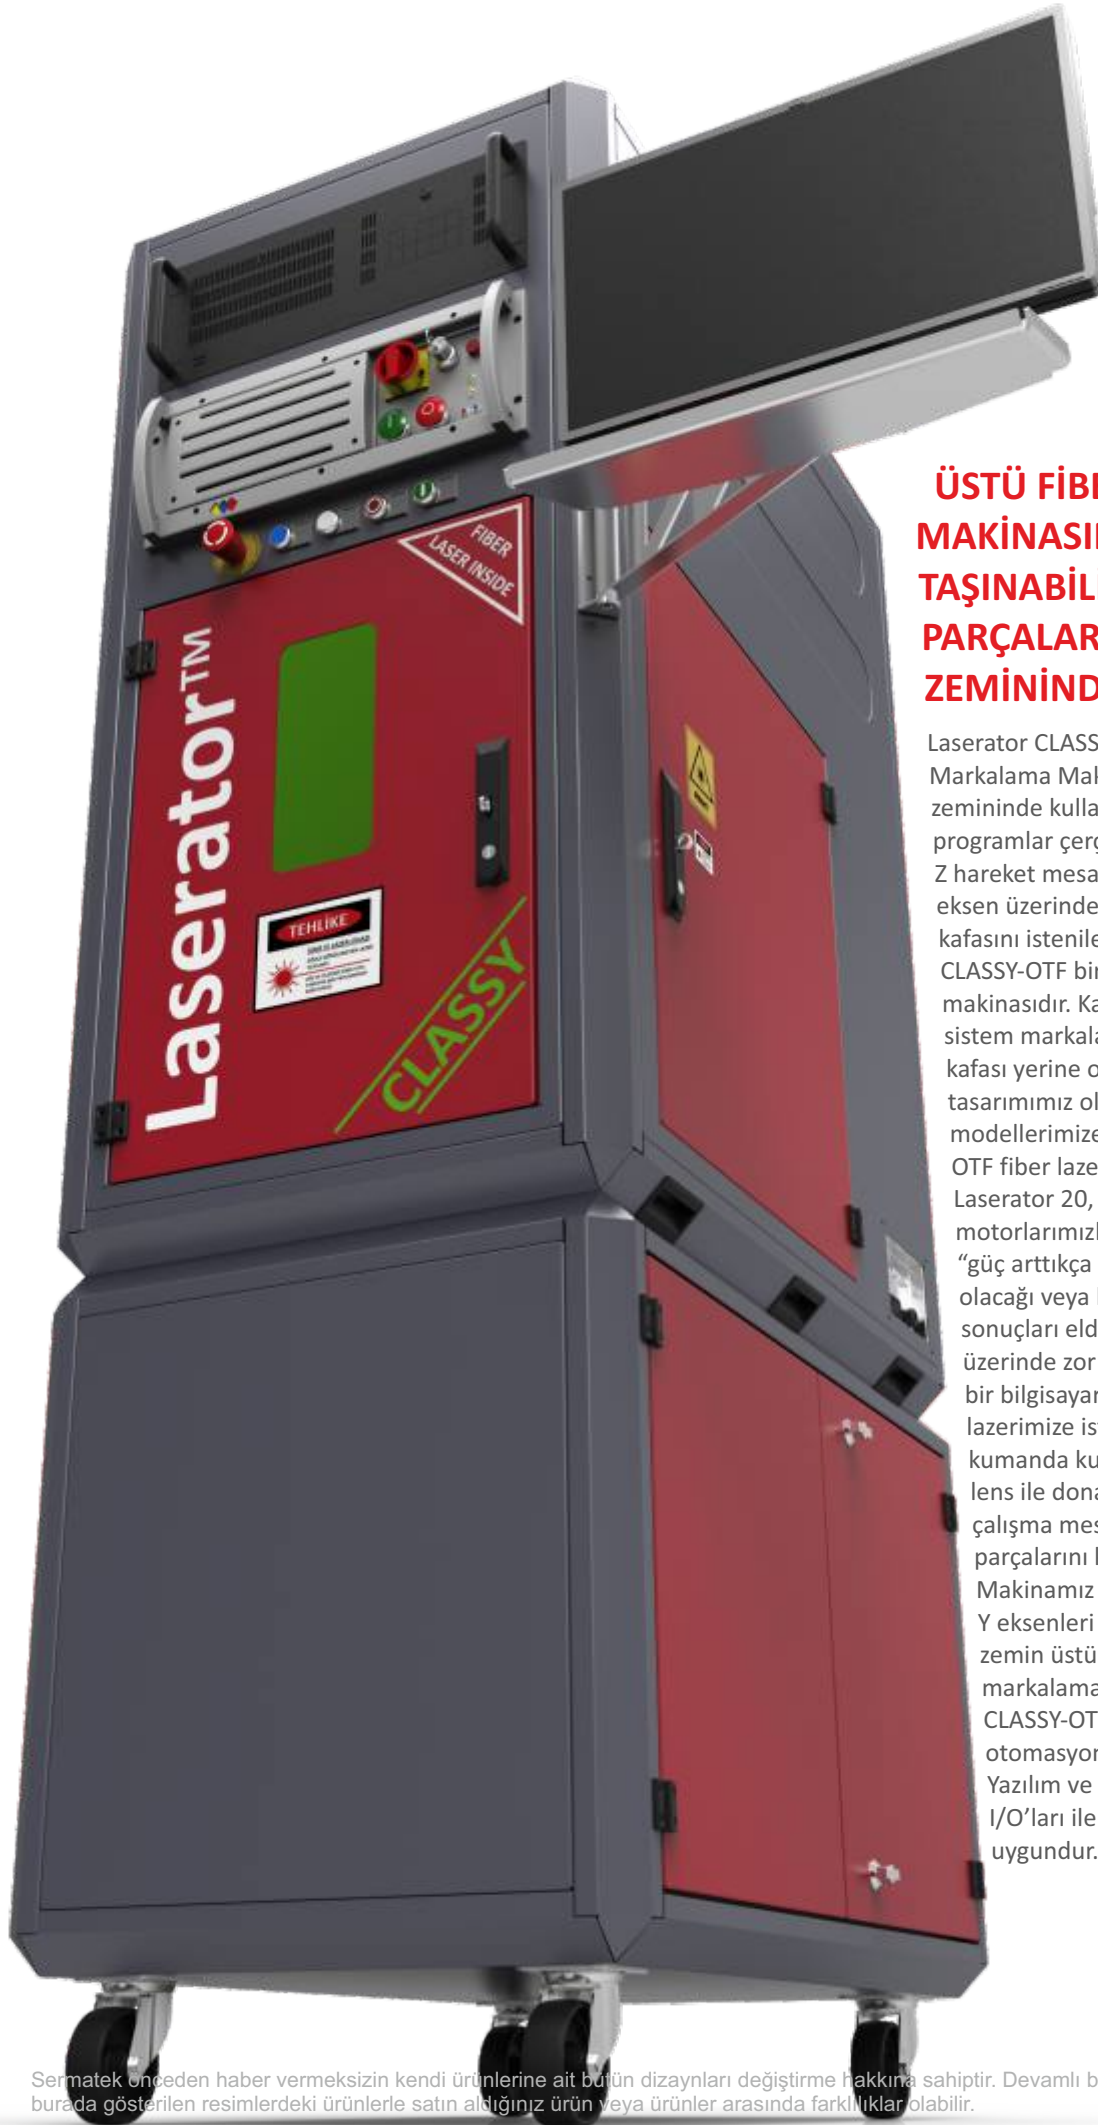 FIBER
LASER INSIDE
Laserator™
TEHLİKE
CLASSY
ÜSTÜ FİBE
MAKİNASI
TAŞINABİL
PARÇALAR
ZEMİNİND
Laserator CLASS
Markalama Mak
zemininde kulla
programlar çerç
Z hareket mesa
eksen üzerinde
kafasını istenile
CLASSY-OTF bir
makinasıdır. Ka
sistem markala
kafası yerine o
tasarımımız ol
modellerimize
OTF fiber laze
Laserator 20,
motorlarımızl
“güç arttıkça
olacağı veya
sonuçları eld
üzerinde zor
bir bilgisayar
lazerimize is
kumanda ku
lens ile dona
çalışma mes
parçalarını
Makinamız
Y eksenleri
zemin üstü
markalama
CLASSY-OT
otomasyon
Yazılım ve
I/O’ları ile
uygundur.
Sermatek önceden haber vermeksizin kendi ürünlerine ait bütün dizaynları değiştirme hakkına sahiptir. Devamlı b
burada gösterilen resimlerdeki ürünlerle satın aldığınız ürün veya ürünler arasında farklılıklar olabilir.